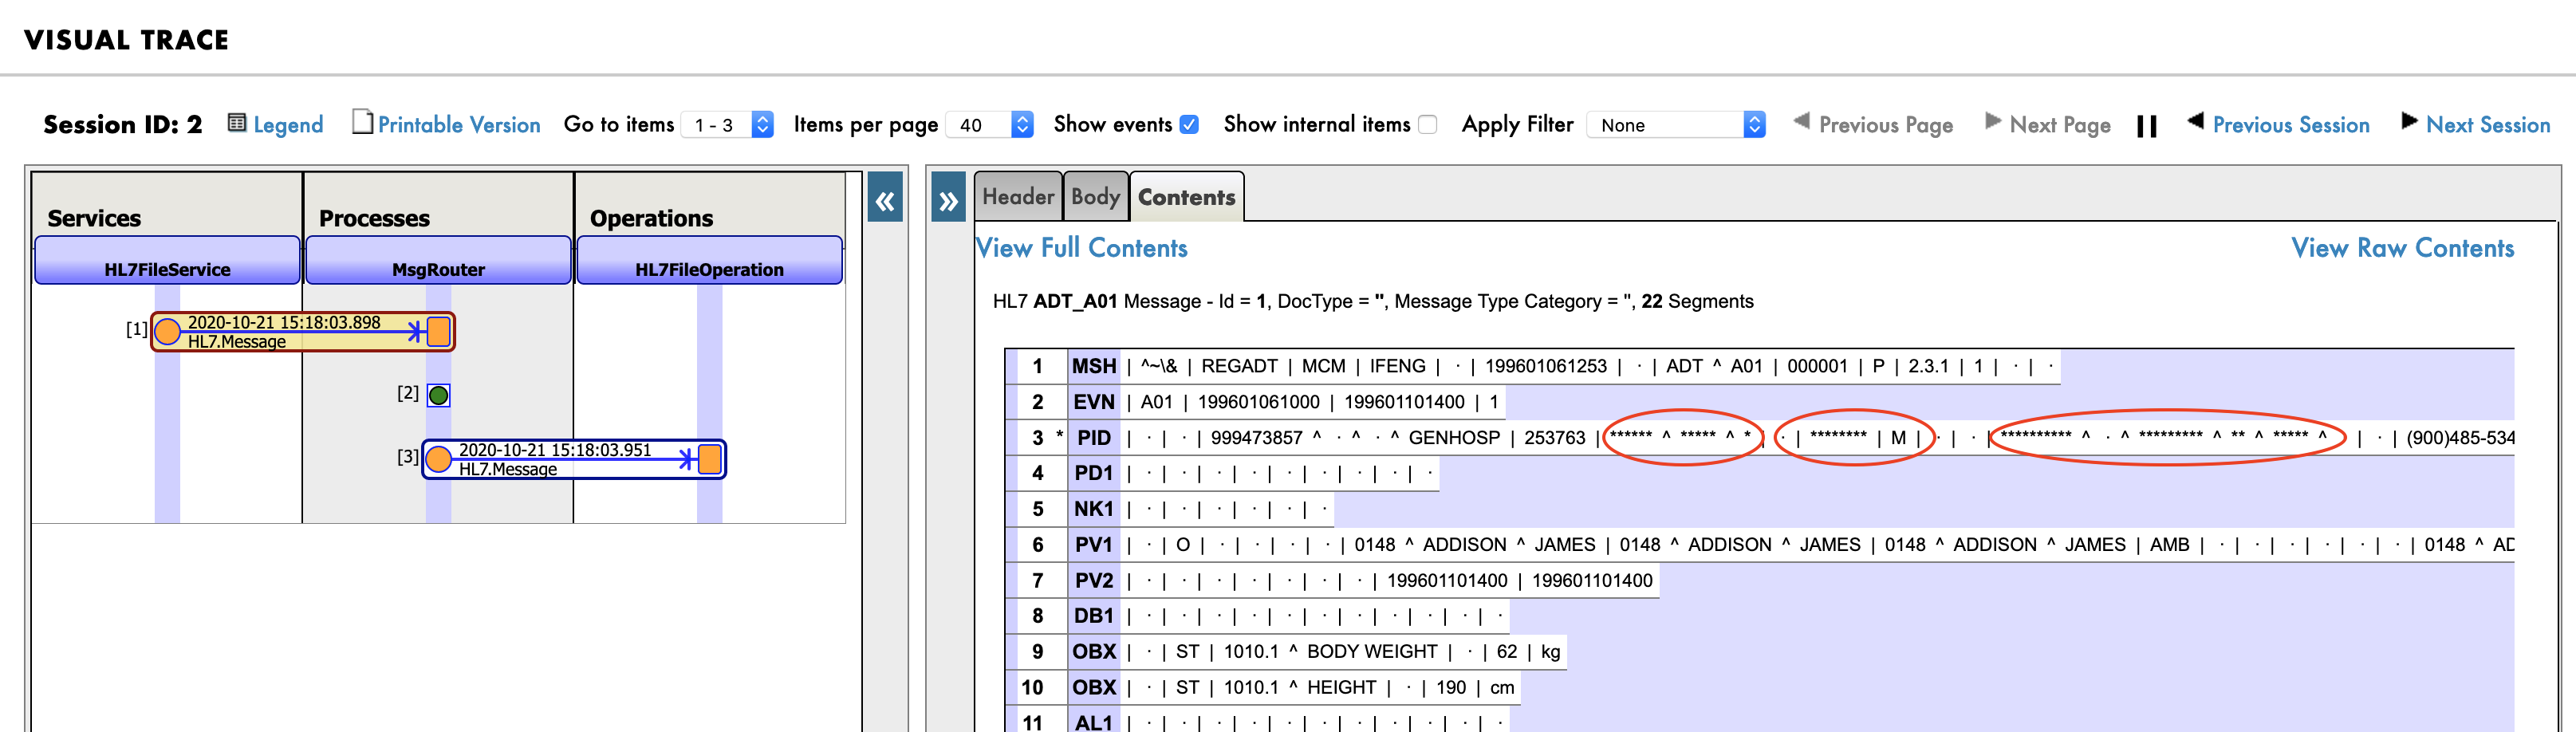 VISUAL TRACE
Session ID: 2 Legend Printable Version Go to items 1 - 3 Items per page 40 Show events Show internal items Apply Filter None Previous Page Next Page Previous Session Next Session
Services Processes Operations
HL7FileService MsgRouter HL7FileOperation
[1] 2020-10-21 15:18:03.898
HL7.Message
[2]
[3] 2020-10-21 15:18:03.951
HL7.Message
« »
Header Body Contents
View Full Contents View Raw Contents
HL7 ADT_A01 Message - Id = 1, DocType = '', Message Type Category = '', 22 Segments
1 MSH | ^~\& | REGADT | MCM | IFENG | · | 199601061253 | · | ADT ^ A01 | 000001 | P | 2.3.1 | 1 | · | ·
2 EVN | A01 | 199601061000 | 199601101400 | 1
3 * PID | · | · | 999473857 ^ · ^ · ^ GENHOSP | 253763 | ****** ^ ***** ^ * | · | ******** | M | · | · | ********** ^ · ^ ********* ^ ** ^ ***** ^ | · | (900)485-534
4 PD1 | · | · | · | · | · | · | · | · | ·
5 NK1 | · | · | · | · | · | ·
6 PV1 | · | O | · | · | · | · | 0148 ^ ADDISON ^ JAMES | 0148 ^ ADDISON ^ JAMES | 0148 ^ ADDISON ^ JAMES | AMB | · | · | · | · | · | · | 0148 ^ AD
7 PV2 | · | · | · | · | · | · | · | 199601101400 | 199601101400
8 DB1 | · | · | · | · | · | · | · | · | · | · | ·
9 OBX | · | ST | 1010.1 ^ BODY WEIGHT | · | 62 | kg
10 OBX | · | ST | 1010.1 ^ HEIGHT | · | 190 | cm
11 AL1 | · | · | · | · | · | · | · | · | · | · | ·